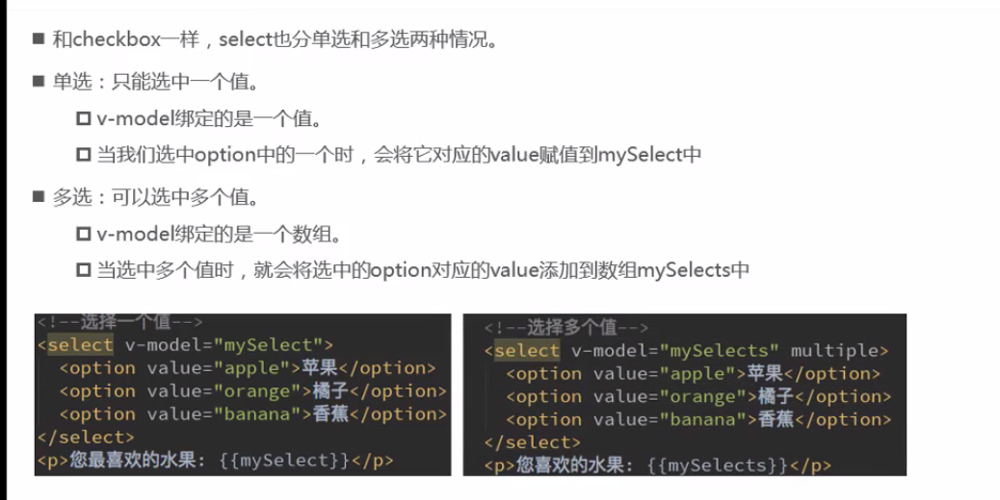 和checkbox一样，select也分单选和多选两种情况。
单选：只能选中一个值。
v-model绑定的是一个值。
当我们选中option中的一个时，会将它对应的value赋值到mySelect中
多选：可以选中多个值。
v-model绑定的是一个数组。
当选中多个值时，就会将选中的option对应的value添加到数组mySelects中
<!--选择一个值-->
<select v-model="mySelect">
<option value="apple">苹果</option>
<option value="orange">橘子</option>
<option value="banana">香蕉</option>
</select>
<p>您最喜欢的水果: {{mySelect}}</p>
<!--选择多个值-->
<select v-model="mySelects" multiple>
<option value="apple">苹果</option>
<option value="orange">橘子</option>
<option value="banana">香蕉</option>
</select>
<p>您喜欢的水果: {{mySelects}}</p>